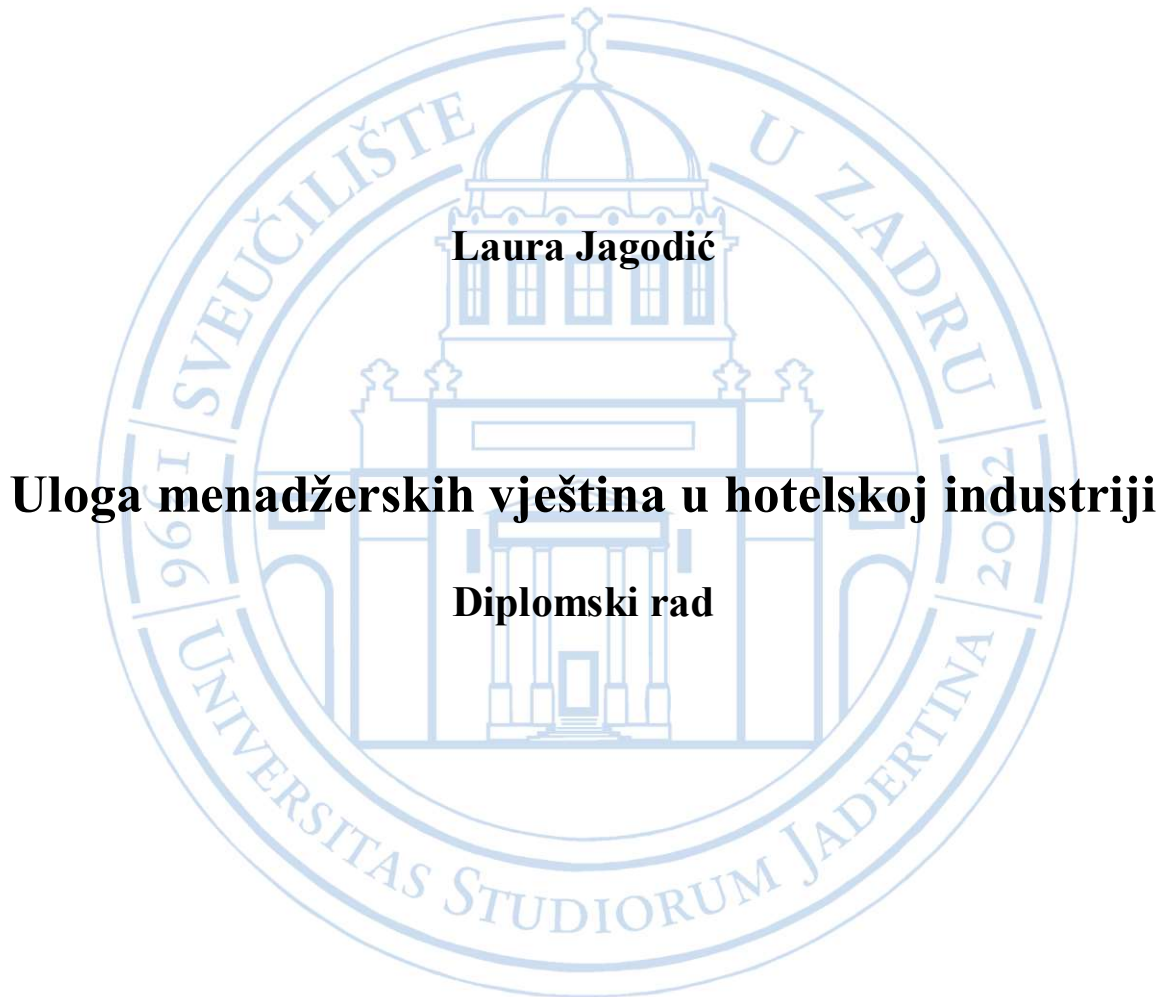 Laura Jagodić
Uloga menadžerskih vještina u hotelskoj industriji
Diplomski rad
SVEUČILIŠTE U ZADRU
1396
2002
UNIVERSITAS STUDIORUM JADERTINA